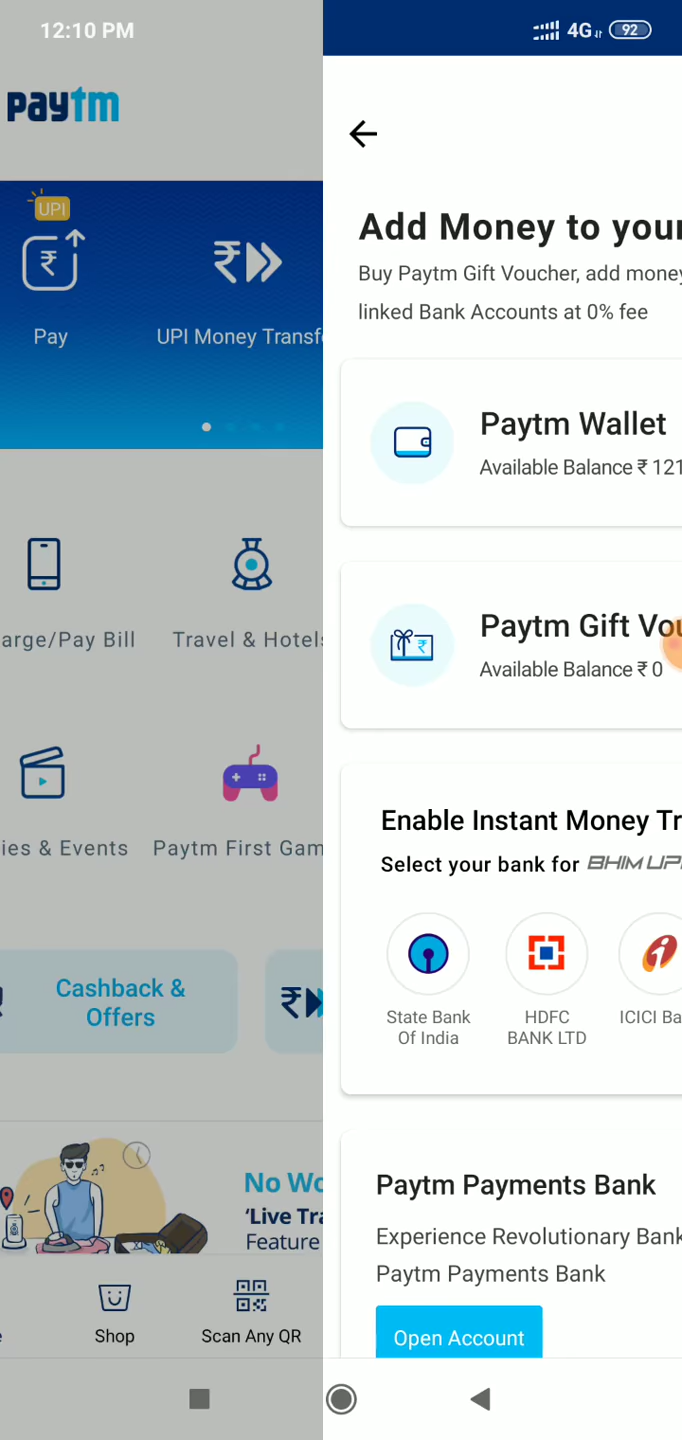 12:10 PM
4G
92
paytm
UPI
Pay
UPI Money Transf
arge/Pay Bill
Travel & Hotels
ies & Events
Paytm First Gam
Cashback &
Offers
No Wo
'Live Tra
Feature
Shop
Scan Any QR
Add Money to your
Buy Paytm Gift Voucher, add money
linked Bank Accounts at 0% fee
Paytm Wallet
Available Balance ₹ 121
Paytm Gift Vou
Available Balance ₹ 0
Enable Instant Money Tr
Select your bank for BHIM UPI
State Bank
Of India
HDFC
BANK LTD
ICICI Ba
Paytm Payments Bank
Experience Revolutionary Bank
Paytm Payments Bank
Open Account